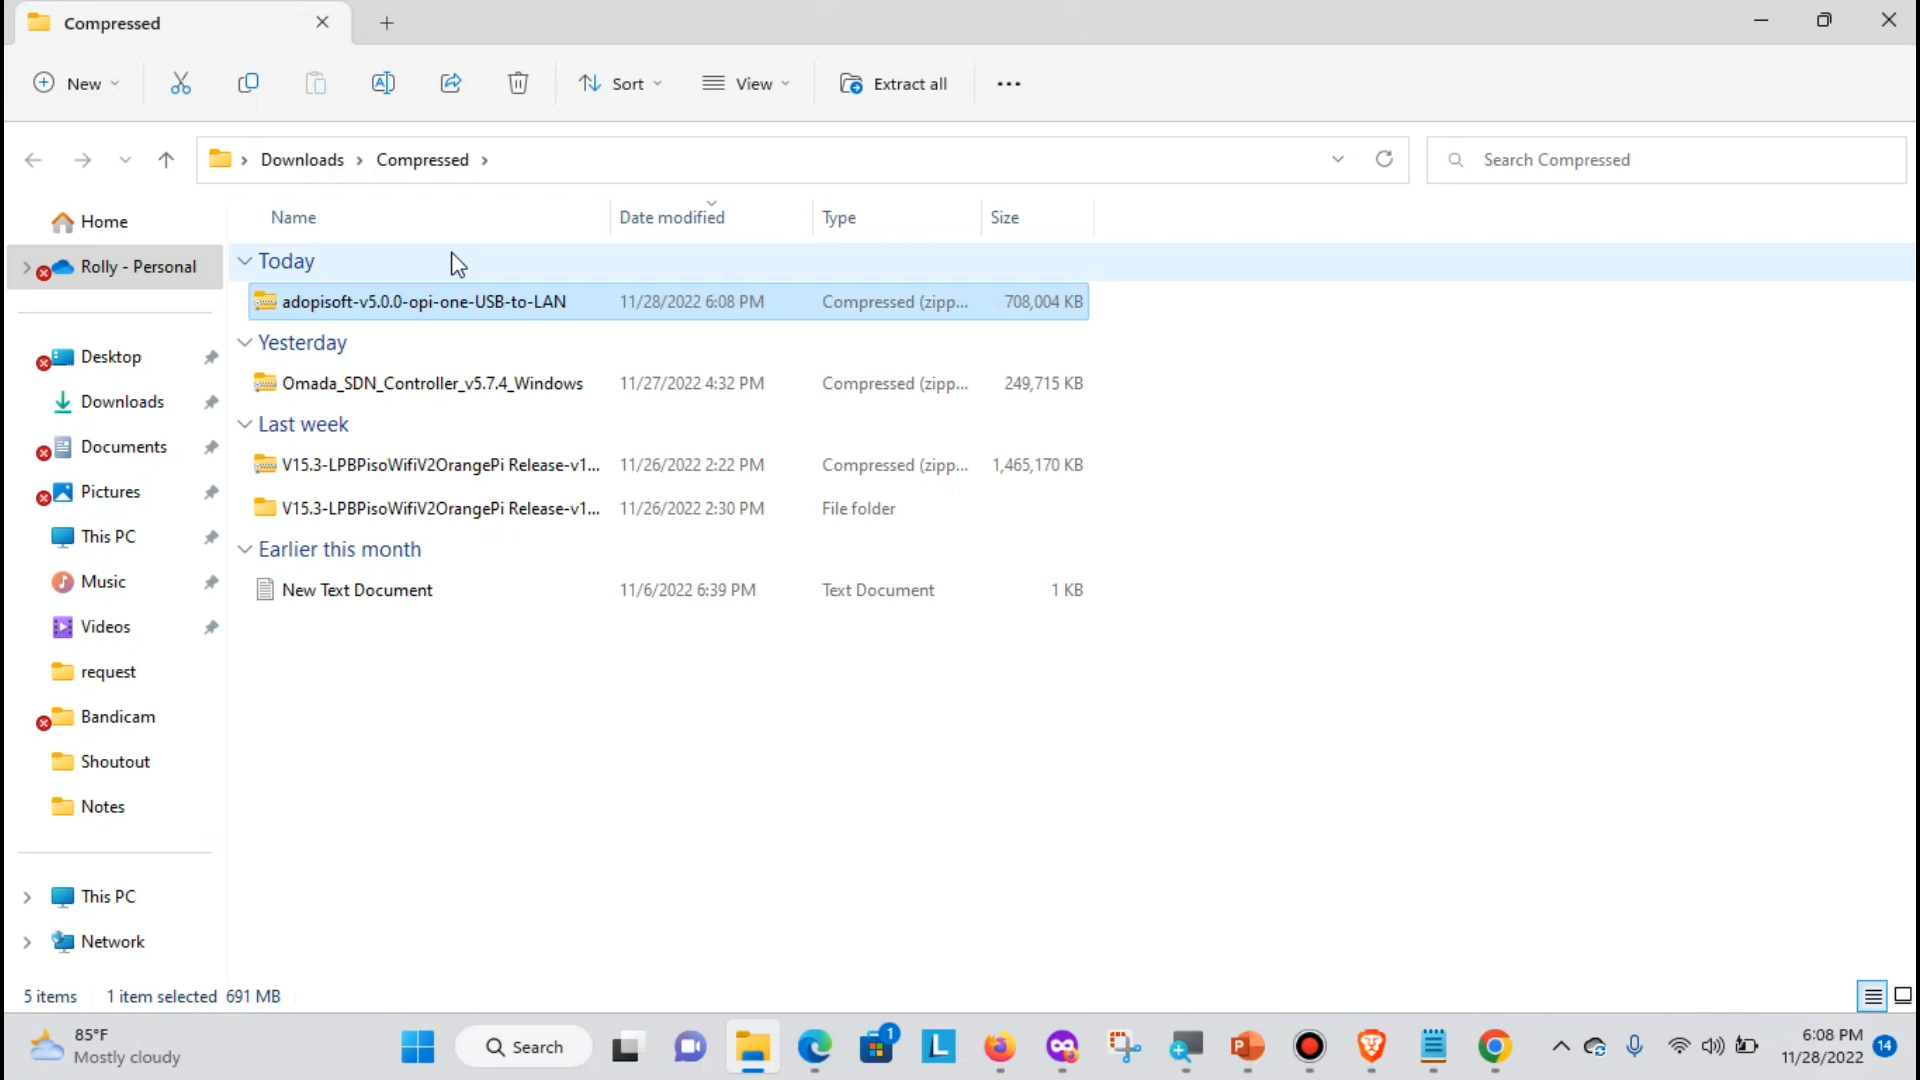 Compressed
New
Sort
View
Extract all
Downloads
Compressed
Search Compressed
Name
Date modified
Type
Size
Home
Rolly - Personal
Desktop
Downloads
Documents
Pictures
This PC
Music
Videos
request
Bandicam
Shoutout
Notes
This PC
Network
Today
adopisoft-v5.0.0-opi-one-USB-to-LAN 11/28/2022 6:08 PM Compressed (zipp... 708,004 KB
Yesterday
Omada_SDN_Controller_v5.7.4_Windows 11/27/2022 4:32 PM Compressed (zipp... 249,715 KB
Last week
V15.3-LPBPisoWifiV2OrangePi Release-v1... 11/26/2022 2:22 PM Compressed (zipp... 1,465,170 KB
V15.3-LPBPisoWifiV2OrangePi Release-v1... 11/26/2022 2:30 PM File folder
Earlier this month
New Text Document 11/6/2022 6:39 PM Text Document 1 KB
5 items 1 item selected 691 MB
85°F
Mostly cloudy
Search
1
L
P
6:08 PM
11/28/2022
14